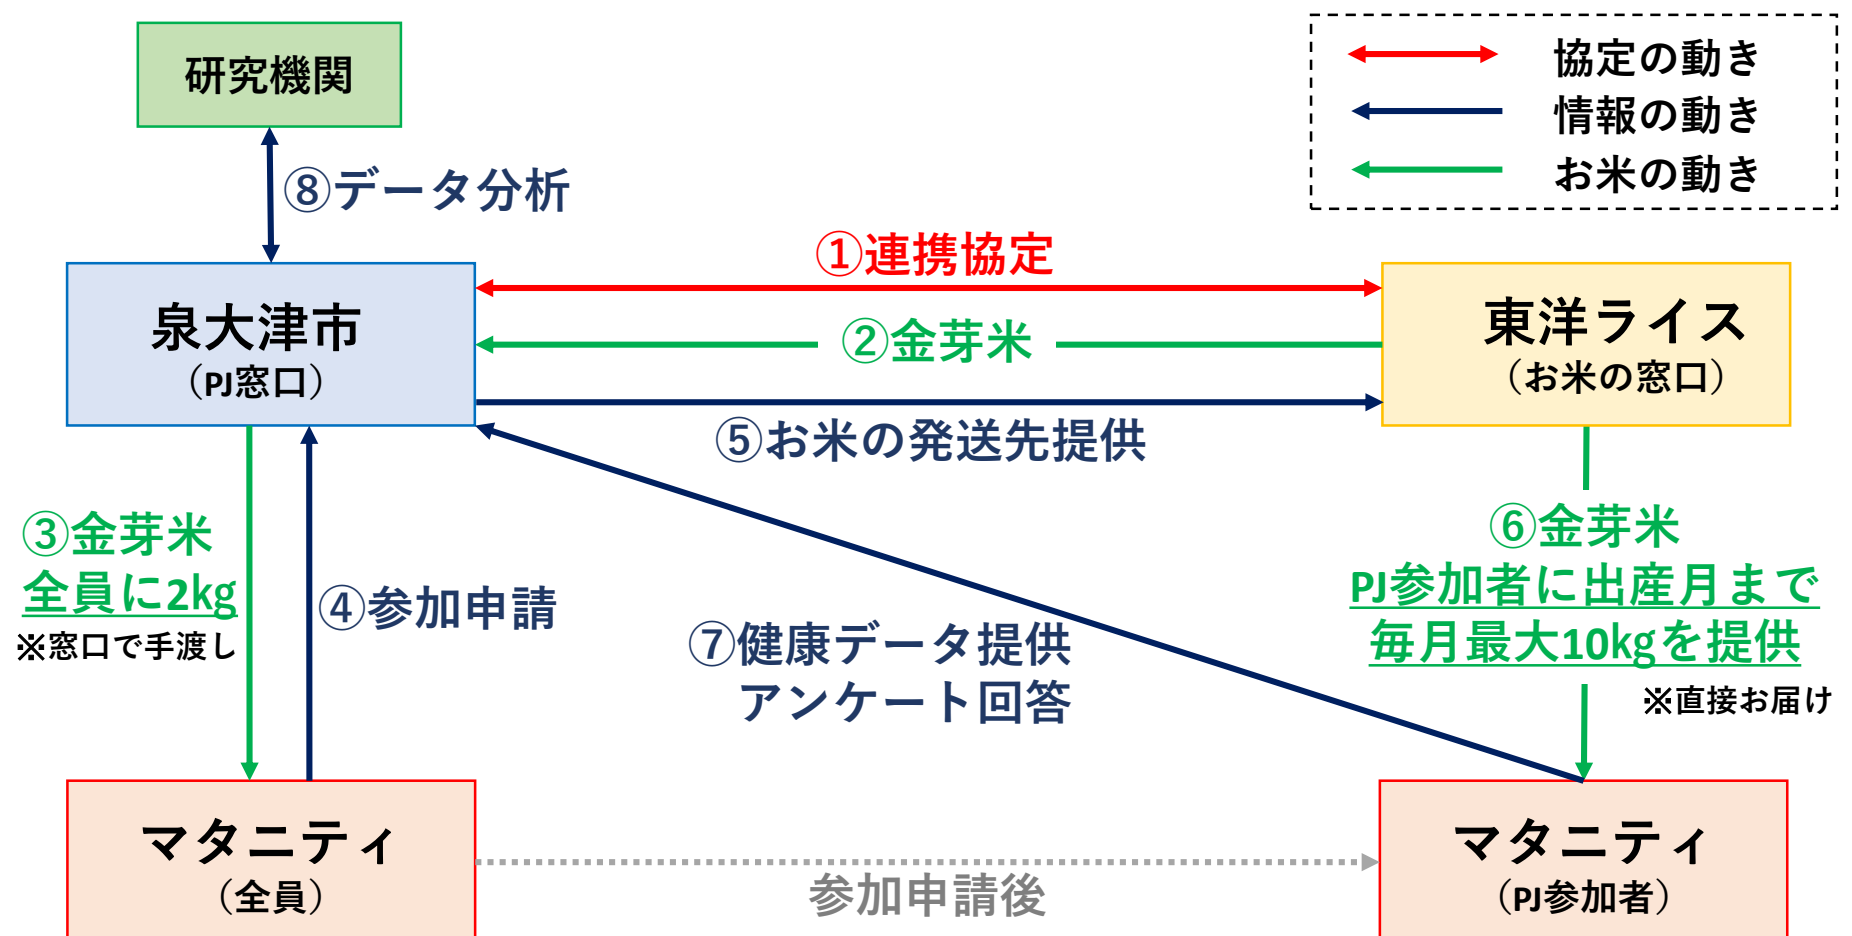 研究機関
協定の動き
情報の動き
お米の動き
⑧データ分析
①連携協定
泉大津市
（PJ窓口）
②金芽米
東洋ライス
（お米の窓口）
⑤お米の発送先提供
③金芽米
全員に2kg
※窓口で手渡し
④参加申請
⑥金芽米
PJ参加者に出産月まで
毎月最大10kgを提供
※直接お届け
⑦健康データ提供
アンケート回答
マタニティ
（全員）
参加申請後
マタニティ
（PJ参加者）